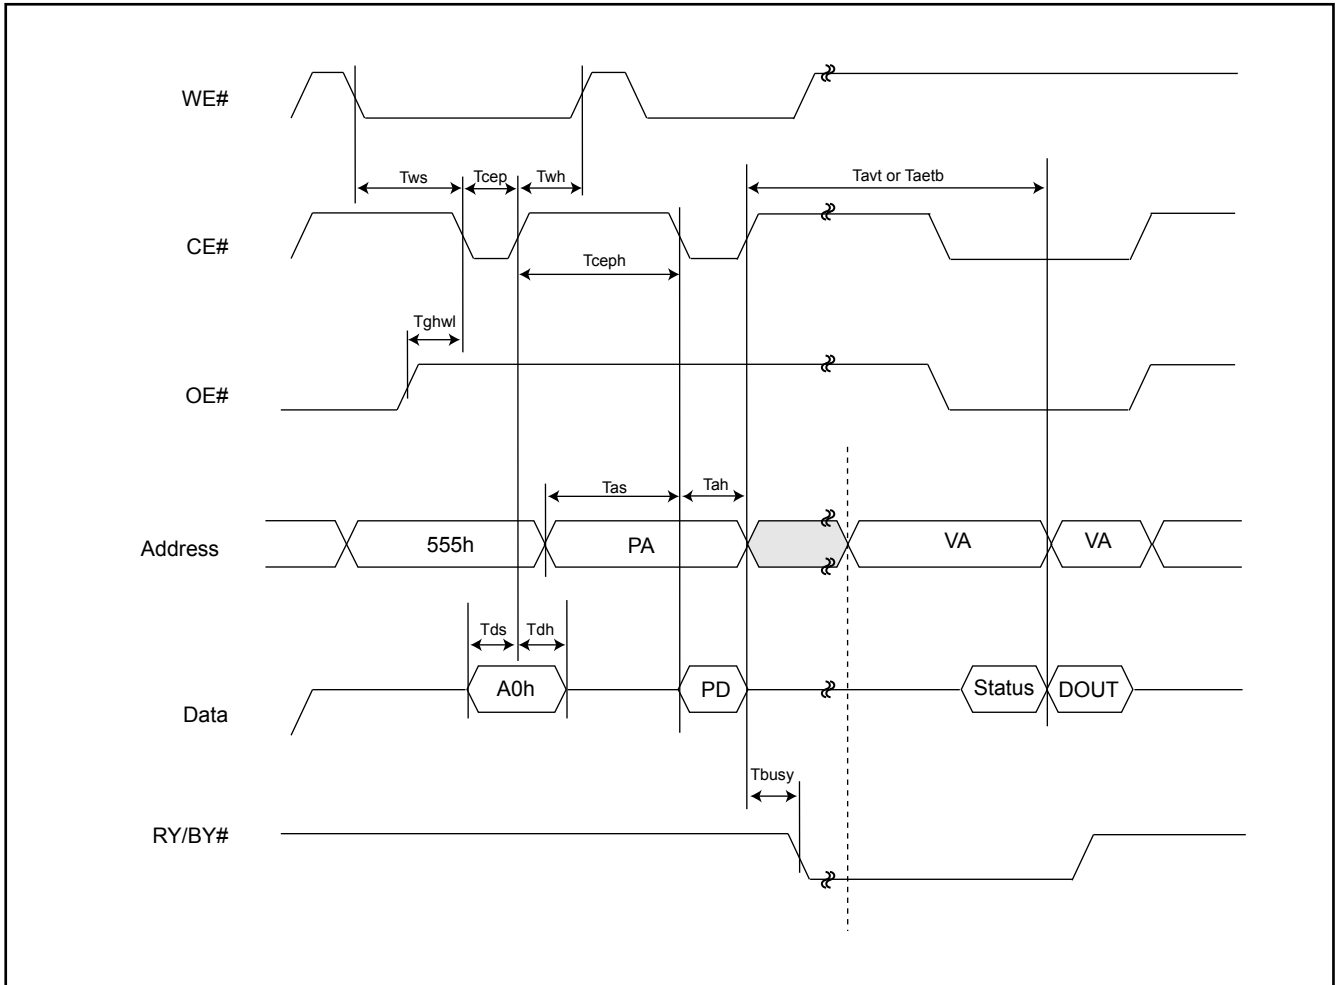 WE#
Tws Tcep Twh Tavt or Taetb
CE#
Tceph
Tghwl
OE#
Tas Tah
Address 555h PA VA VA
Tds Tdh
Data A0h PD Status DOUT
Tbusy
RY/BY#